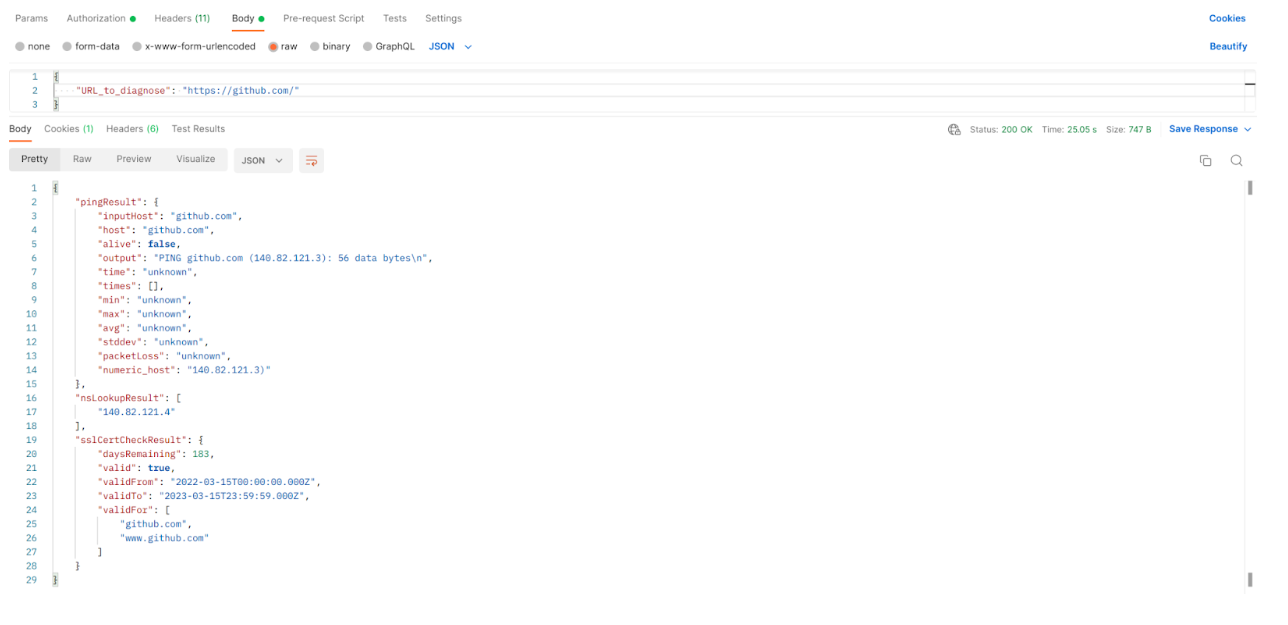 Params Authorization Headers (11) Body Pre-request Script Tests Settings Cookies
none form-data x-www-form-urlencoded raw binary GraphQL JSON Beautify
1 {
2 "URL_to_diagnose": "https://github.com/"
3 }
Body Cookies (1) Headers (6) Test Results Status: 200 OK Time: 25.05 s Size: 747 B Save Response
Pretty Raw Preview Visualize JSON
1 {
2 "pingResult": {
3 "inputHost": "github.com",
4 "host": "github.com",
5 "alive": false,
6 "output": "PING github.com (140.82.121.3): 56 data bytes\n",
7 "time": "unknown",
8 "times": [],
9 "min": "unknown",
10 "max": "unknown",
11 "avg": "unknown",
12 "stddev": "unknown",
13 "packetLoss": "unknown",
14 "numeric_host": "140.82.121.3)"
15 },
16 "nsLookupResult": [
17 "140.82.121.4"
18 ],
19 "sslCertCheckResult": {
20 "daysRemaining": 183,
21 "valid": true,
22 "validFrom": "2022-03-15T00:00:00.000Z",
23 "validTo": "2023-03-15T23:59:59.000Z",
24 "validFor": [
25 "github.com",
26 "www.github.com"
27 ]
28 }
29 }